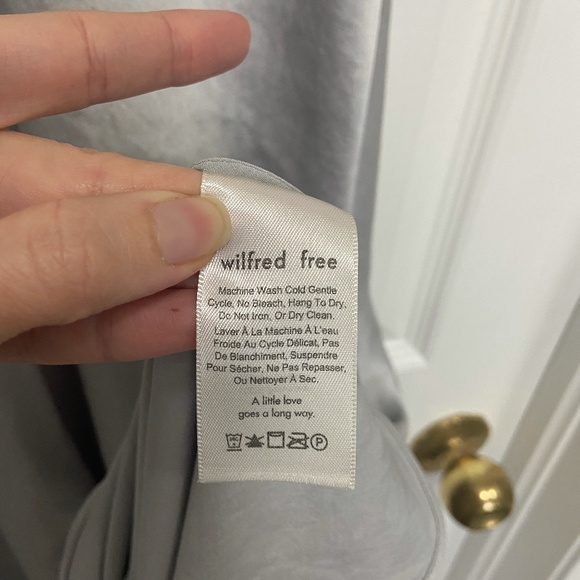 wilfred free
Machine Wash Cold Gentle
Cycle, No Bleach, Hang To Dry,
Do Not Iron, Or Dry Clean.
Laver À La Machine À L'eau
Froide Au Cycle Délicat, Pas
De Blanchiment, Suspendre
Pour Sécher, Ne Pas Repasser,
Ou Nettoyer À Sec.
A little love
goes a long way.
P